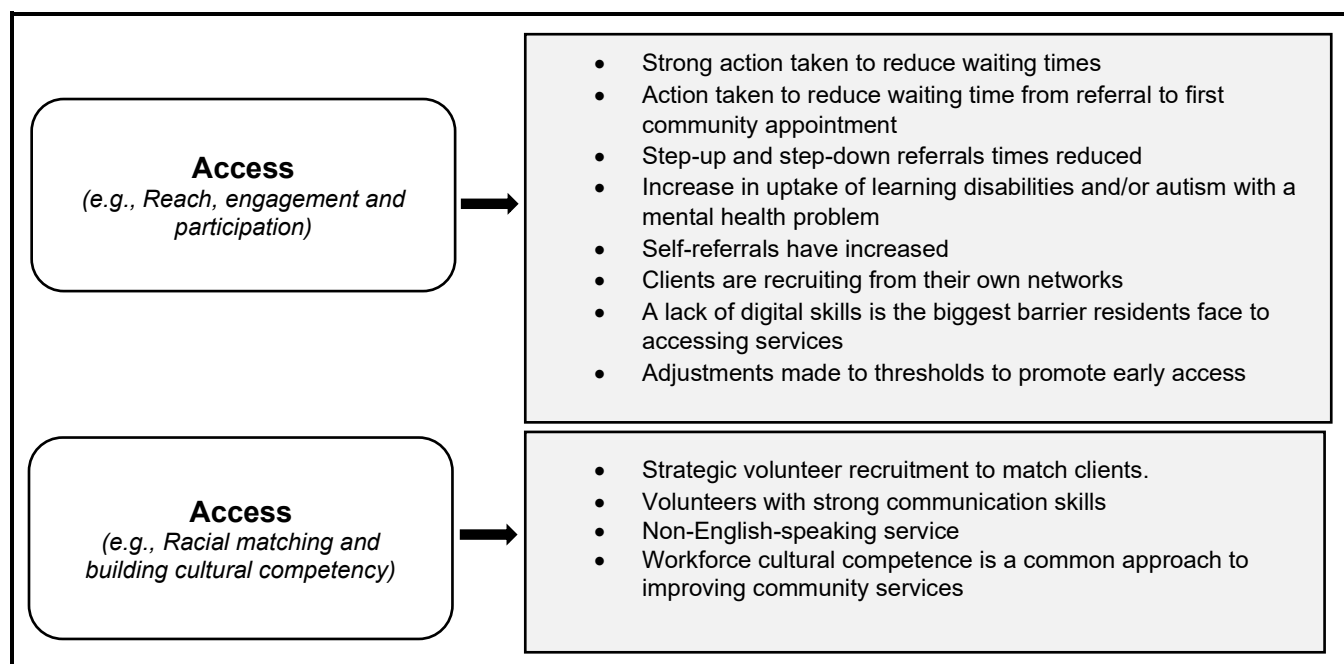 Access
(e.g., Reach, engagement and
participation)
• Strong action taken to reduce waiting times
• Action taken to reduce waiting time from referral to first
community appointment
• Step-up and step-down referrals times reduced
• Increase in uptake of learning disabilities and/or autism with a
mental health problem
• Self-referrals have increased
• Clients are recruiting from their own networks
• A lack of digital skills is the biggest barrier residents face to
accessing services
• Adjustments made to thresholds to promote early access
Access
(e.g., Racial matching and
building cultural competency)
• Strategic volunteer recruitment to match clients.
• Volunteers with strong communication skills
• Non-English-speaking service
• Workforce cultural competence is a common approach to
improving community services